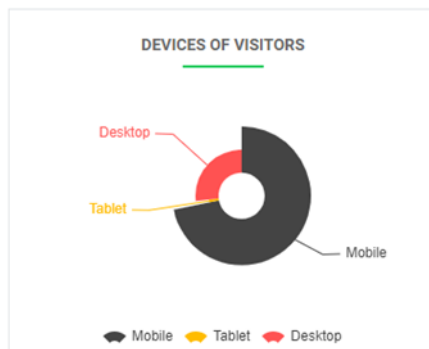 DEVICES OF VISITORS
Desktop
Tablet
Mobile
Mobile Tablet Desktop